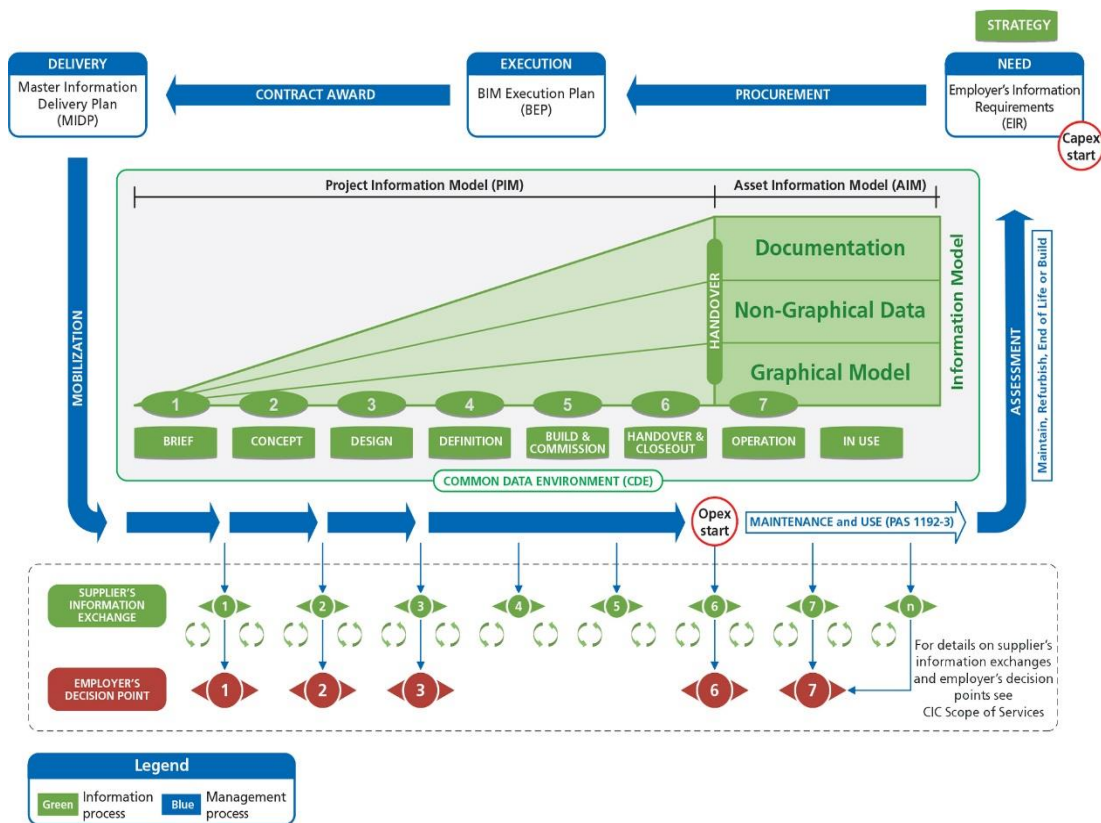 STRATEGY
DELIVERY
Master Information
Delivery Plan
(MIDP)
CONTRACT AWARD
EXECUTION
BIM Execution Plan
(BEP)
PROCUREMENT
NEED
Employer's Information
Requirements
(EIR)
Capex
start
Project Information Model (PIM)
Asset Information Model (AIM)
Documentation
Non-Graphical Data
Graphical Model
HANDOVER
Information Model
MOBILIZATION
ASSESSMENT
Maintain, Refurbish, End of Life or Build
1
2
3
4
5
6
7
BRIEF
CONCEPT
DESIGN
DEFINITION
BUILD &
COMMISSION
HANDOVER &
CLOSEOUT
OPERATION
IN USE
COMMON DATA ENVIRONMENT (CDE)
Opex
start
MAINTENANCE and USE (PAS 1192-3)
SUPPLIER'S
INFORMATION
EXCHANGE
1
2
3
4
5
6
7
n
EMPLOYER'S
DECISION POINT
1
2
3
6
7
For details on supplier's
information exchanges
and employer's decision
points see
CIC Scope of Services
Legend
Green
Information
process
Blue
Management
process